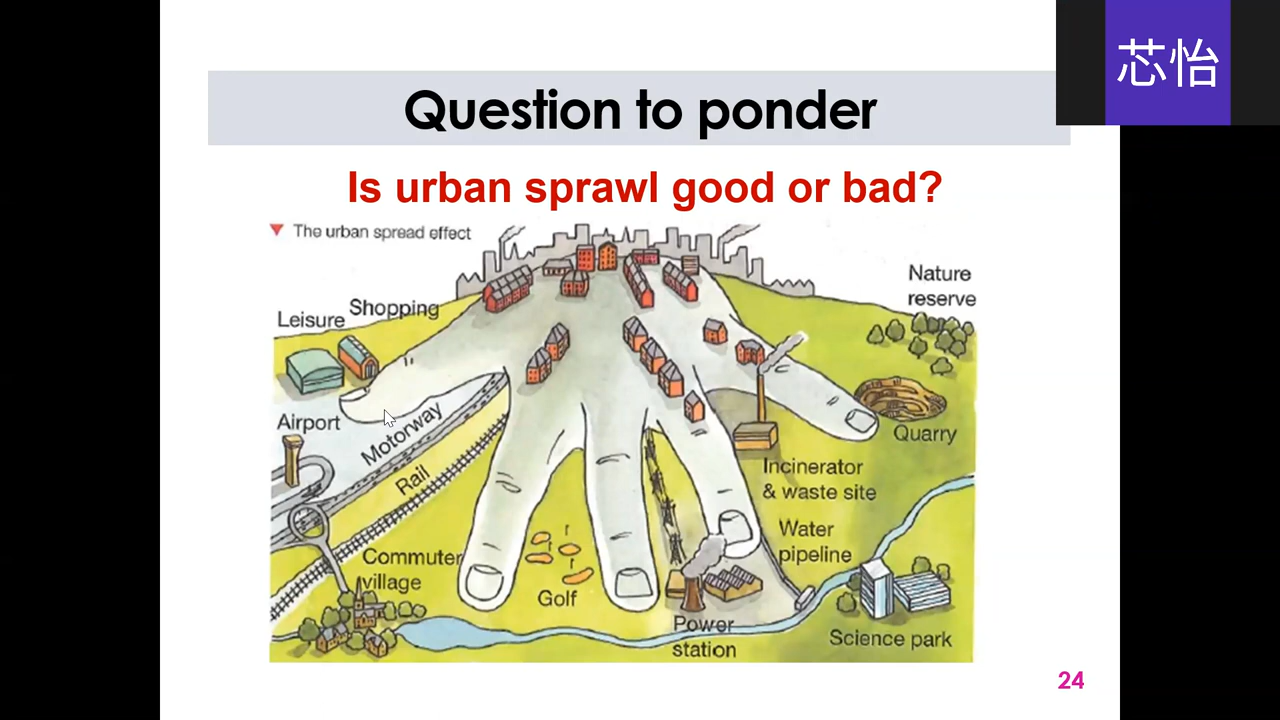 芯怡
Question to ponder
Is urban sprawl good or bad?
The urban spread effect
Nature
reserve
Shopping
Leisure
Airport
Motorway
Rail
Quarry
Incinerator
& waste site
Water
pipeline
Commuter
village
Golf
Power
station
Science park
24